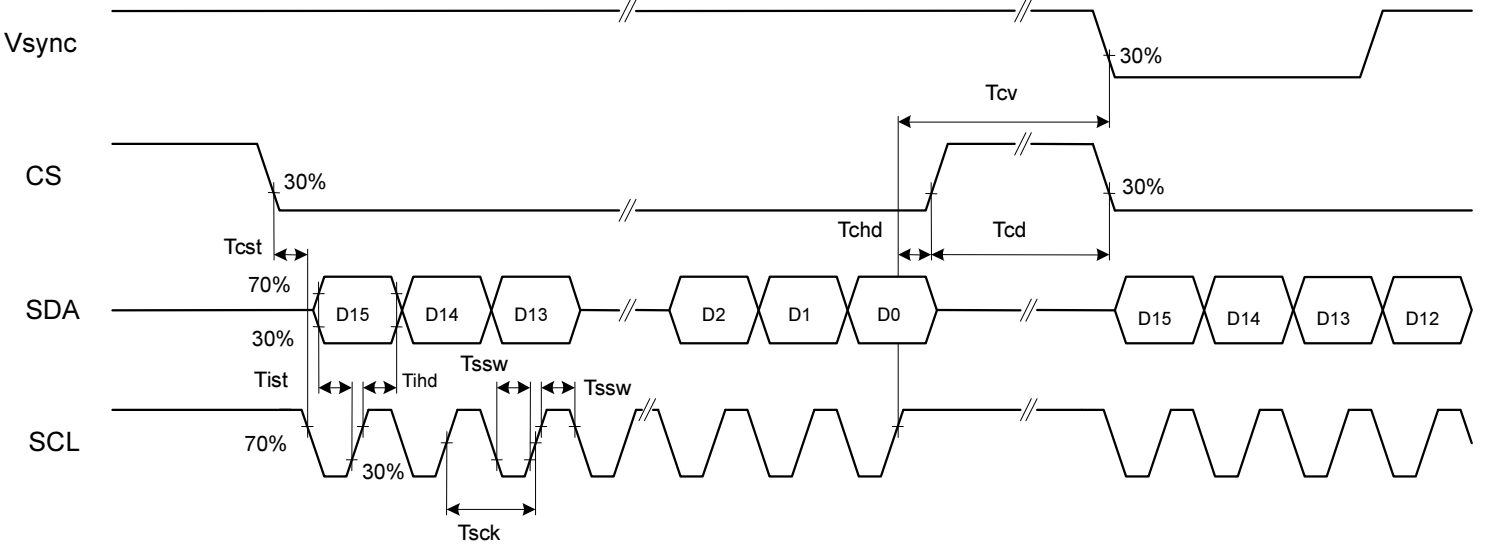 Vsync
30%
Tcv
CS
30%
30%
Tcst
Tchd
Tcd
SDA
70%
30%
D15
D14
D13
D2
D1
D0
D15
D14
D13
D12
Tist
Tihd
Tssw
Tssw
SCL
70%
30%
Tsck